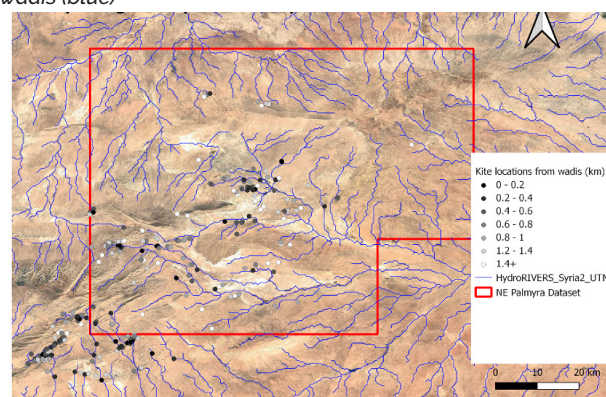 wadis (blue)
Kite locations from wadis (km)
0 - 0.2
0.2 - 0.4
0.4 - 0.6
0.6 - 0.8
0.8 - 1
1.2 - 1.4
1.4+
HydroRIVERS_Syria2_UTM
NE Palmyra Dataset
0 10 20 km